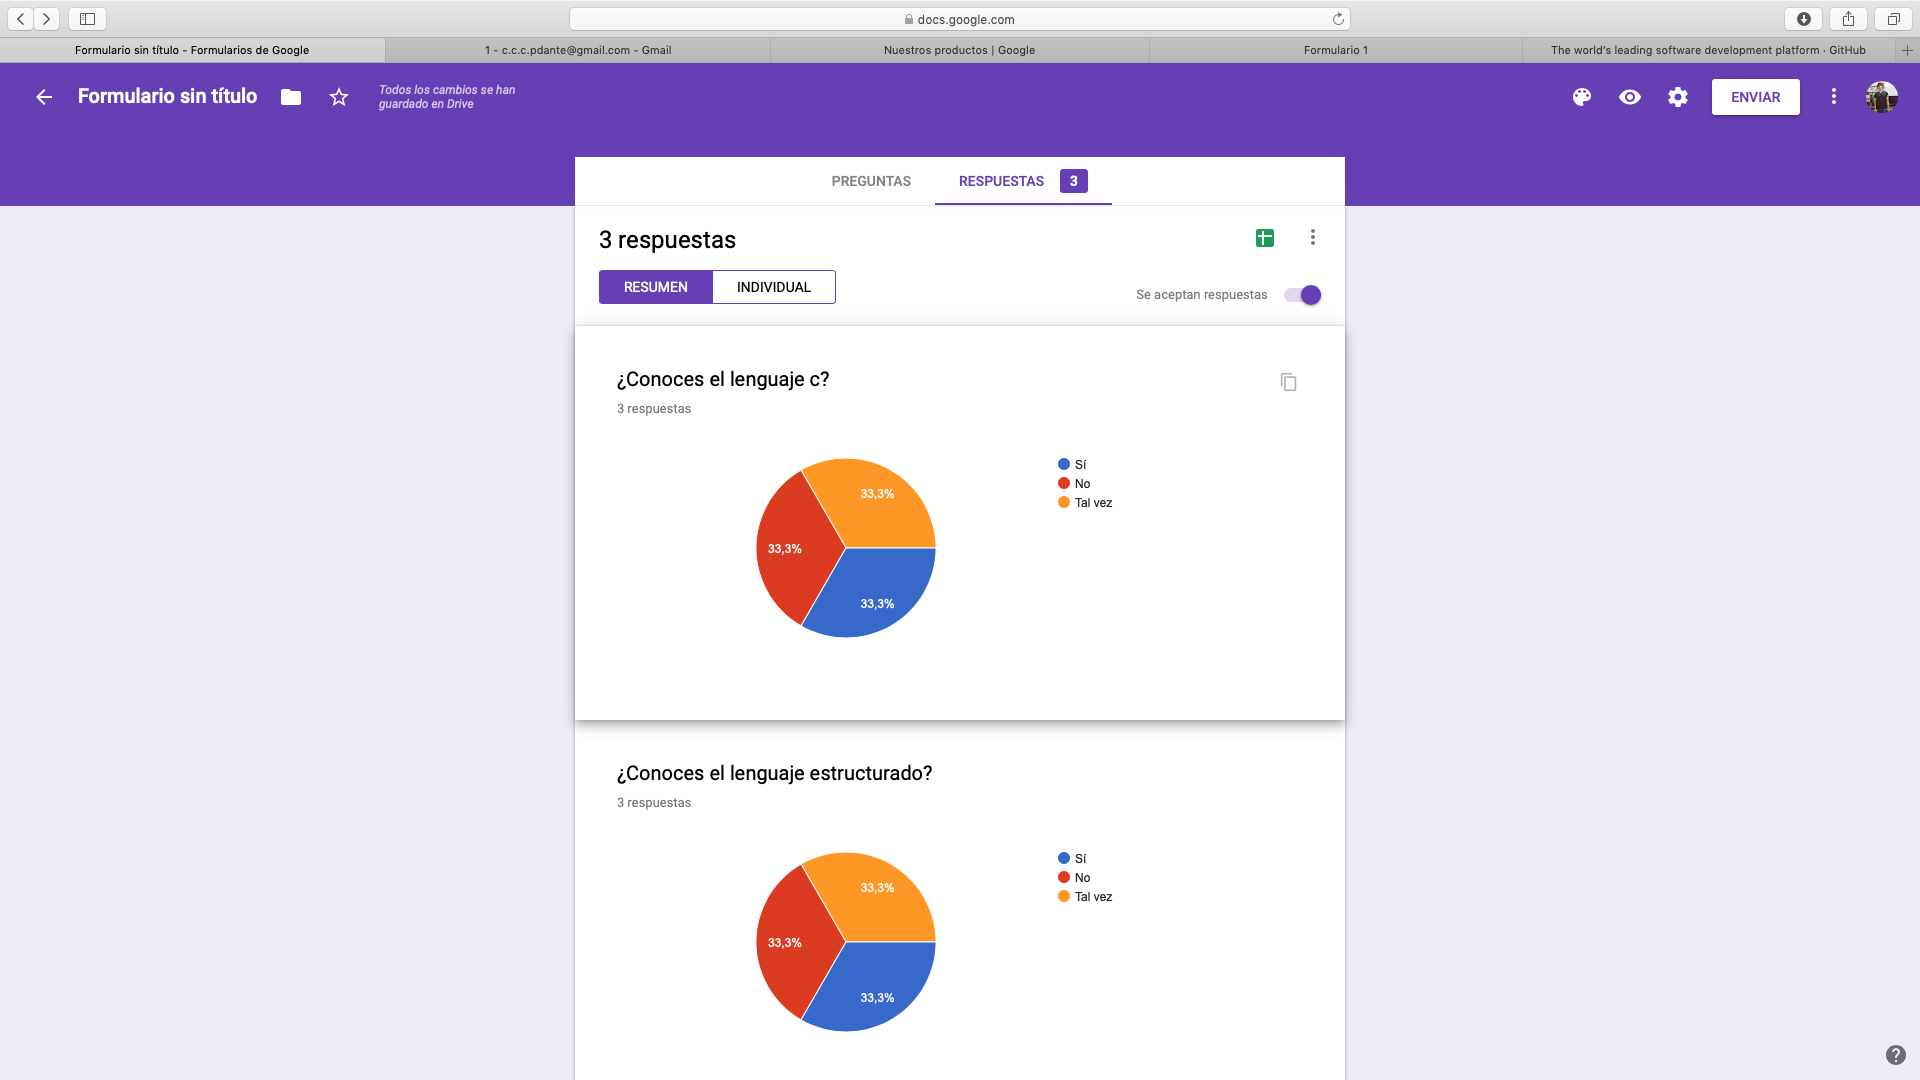 docs.google.com
Formulario sin título - Formularios de Google
1 - c.c.c.pdante@gmail.com - Gmail
Nuestros productos | Google
Formulario 1
The world's leading software development platform · GitHub
Formulario sin título
Todos los cambios se han
guardado en Drive
ENVIAR
PREGUNTAS
RESPUESTAS
3
3 respuestas
RESUMEN
INDIVIDUAL
Se aceptan respuestas
¿Conoces el lenguaje c?
3 respuestas
33,3%
33,3%
33,3%
Sí
No
Tal vez
¿Conoces el lenguaje estructurado?
3 respuestas
33,3%
33,3%
33,3%
Sí
No
Tal vez